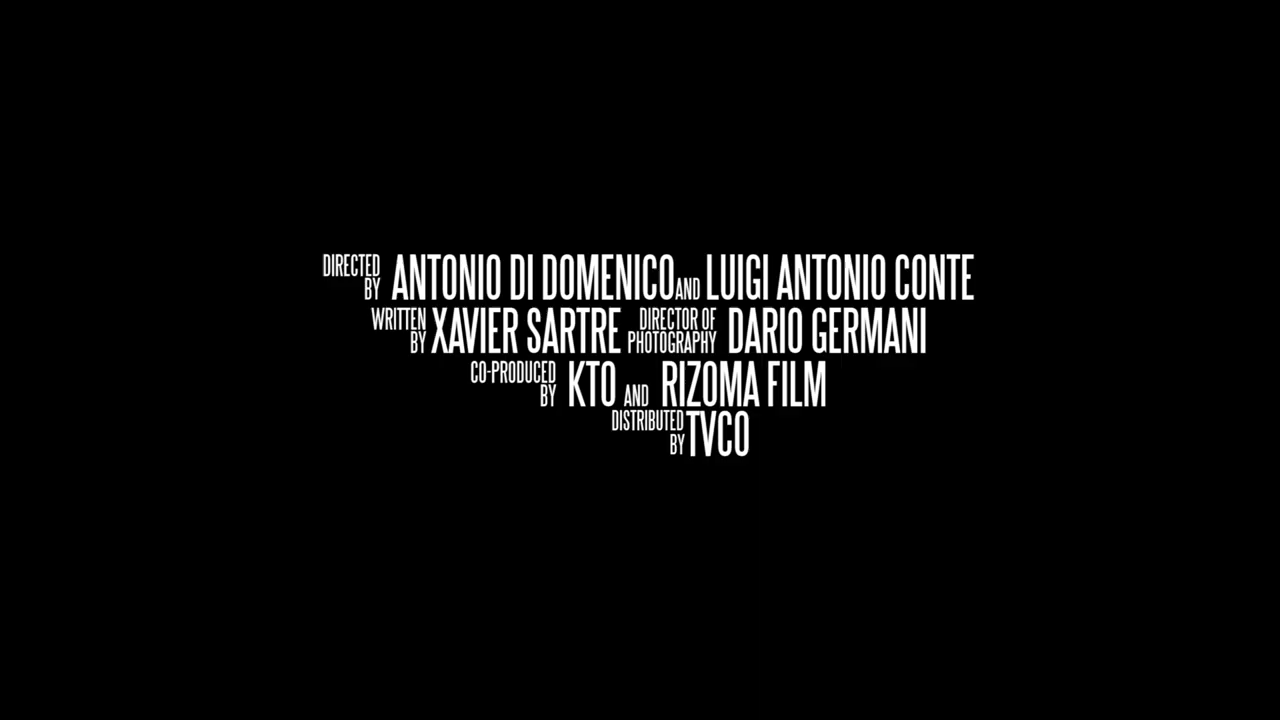 DIRECTED BY ANTONIO DI DOMENICO AND LUIGI ANTONIO CONTE
WRITTEN BY XAVIER SARTRE DIRECTOR OF PHOTOGRAPHY DARIO GERMANI
CO-PRODUCED BY KTO AND RIZOMA FILM
DISTRIBUTED BY TVCO